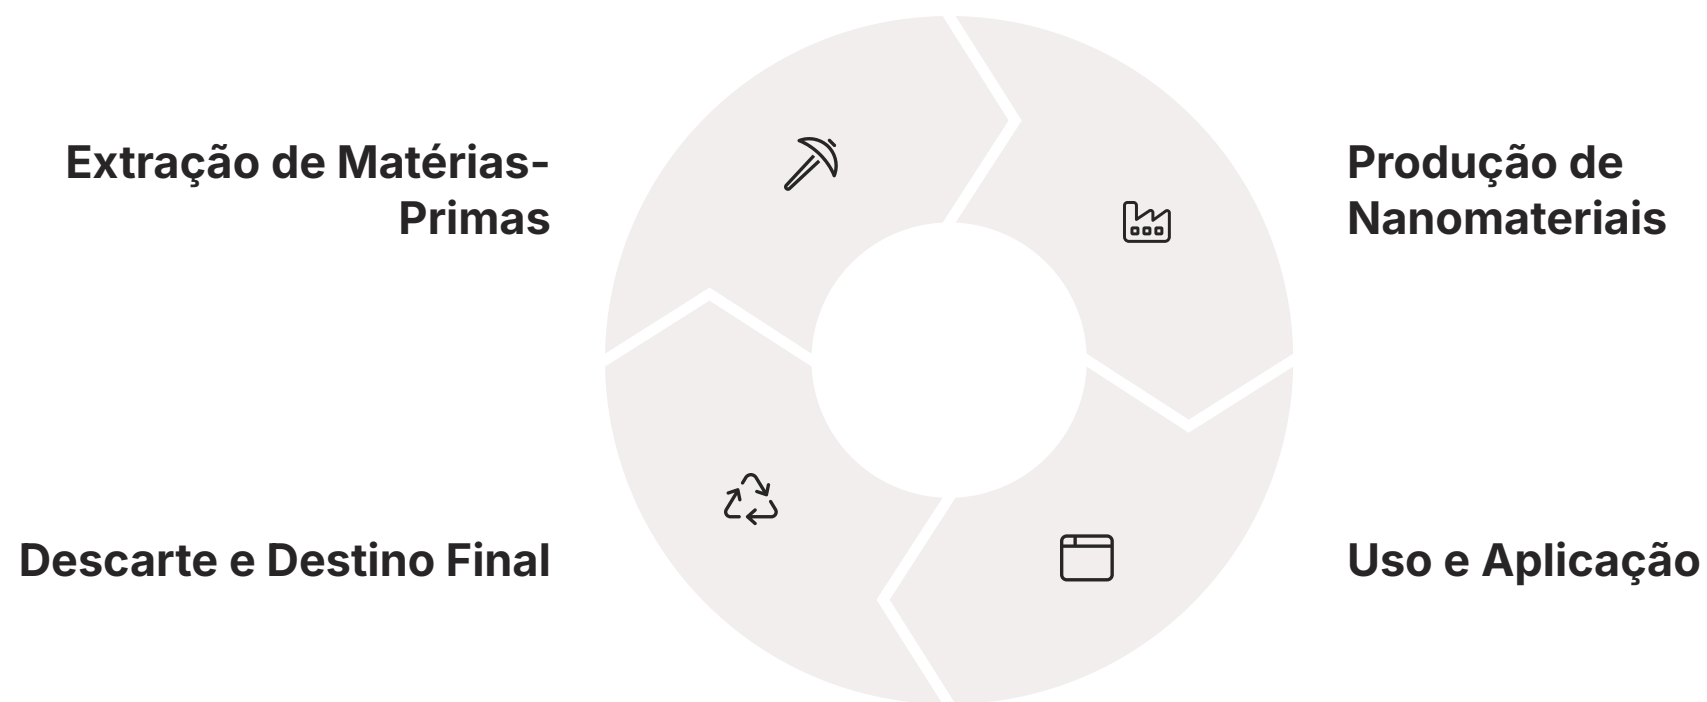 Extração de Matérias-
Primas
Produção de
Nanomateriais
Descarte e Destino Final
Uso e Aplicação